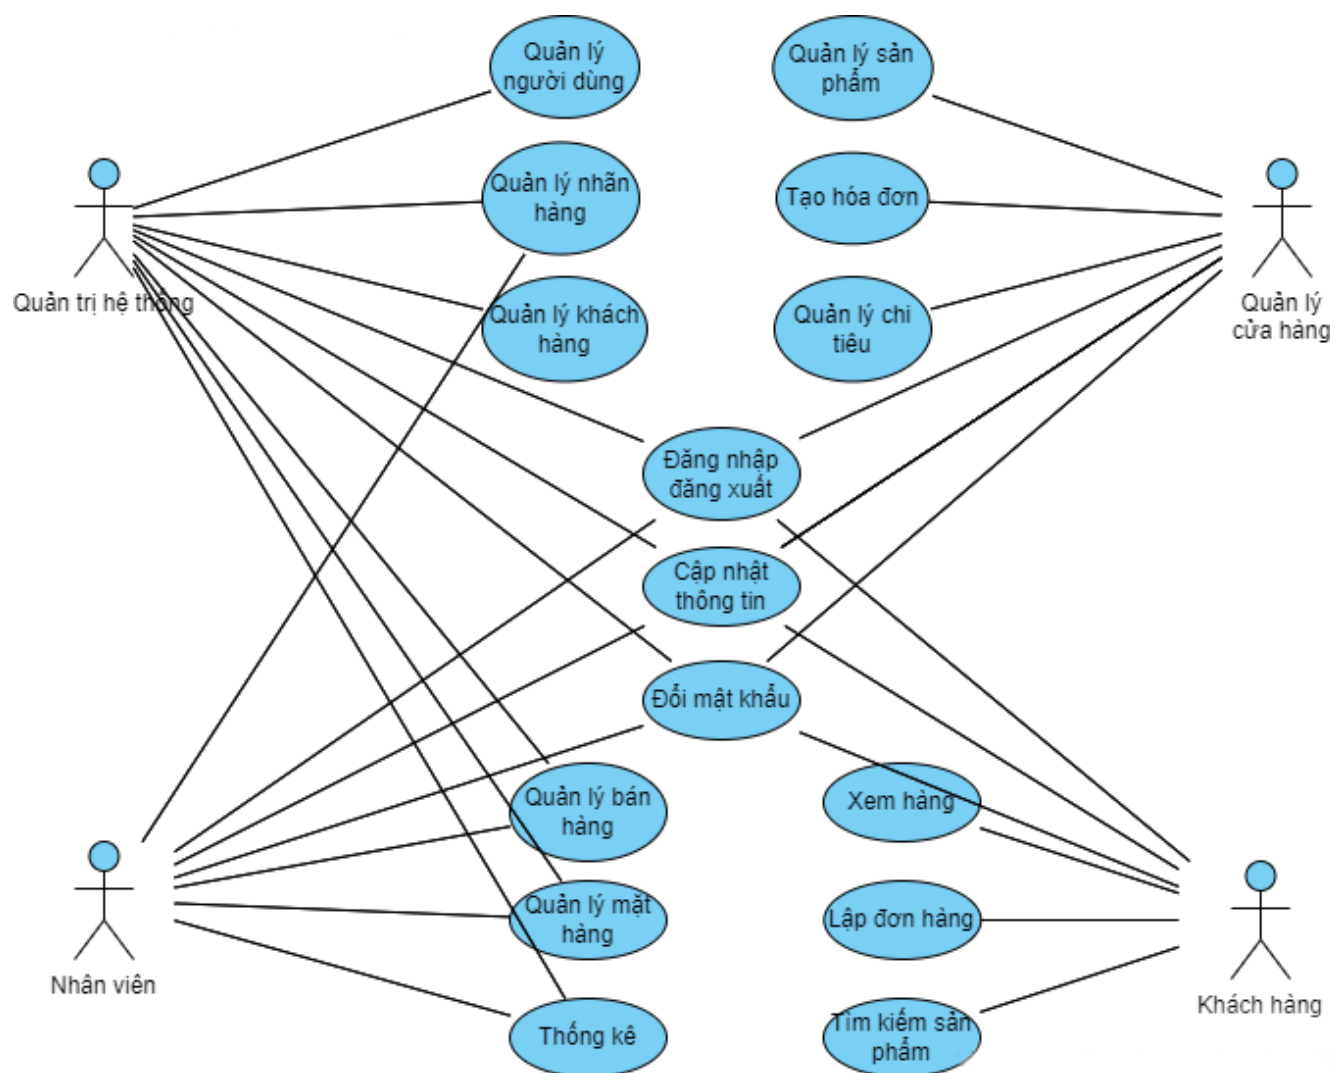 Quản lý
người dùng
Quản lý sản
phẩm
Quản lý nhãn
hàng
Tạo hóa đơn
Quản trị hệ thống
Quản lý khách
hàng
Quản lý chi
tiêu
Quản lý
cửa hàng
Đăng nhập
đăng xuất
Cập nhật
thông tin
Đổi mật khẩu
Quản lý bán
hàng
Xem hàng
Quản lý mặt
hàng
Lập đơn hàng
Nhân viên
Khách hàng
Thống kê
Tìm kiếm sản
phẩm